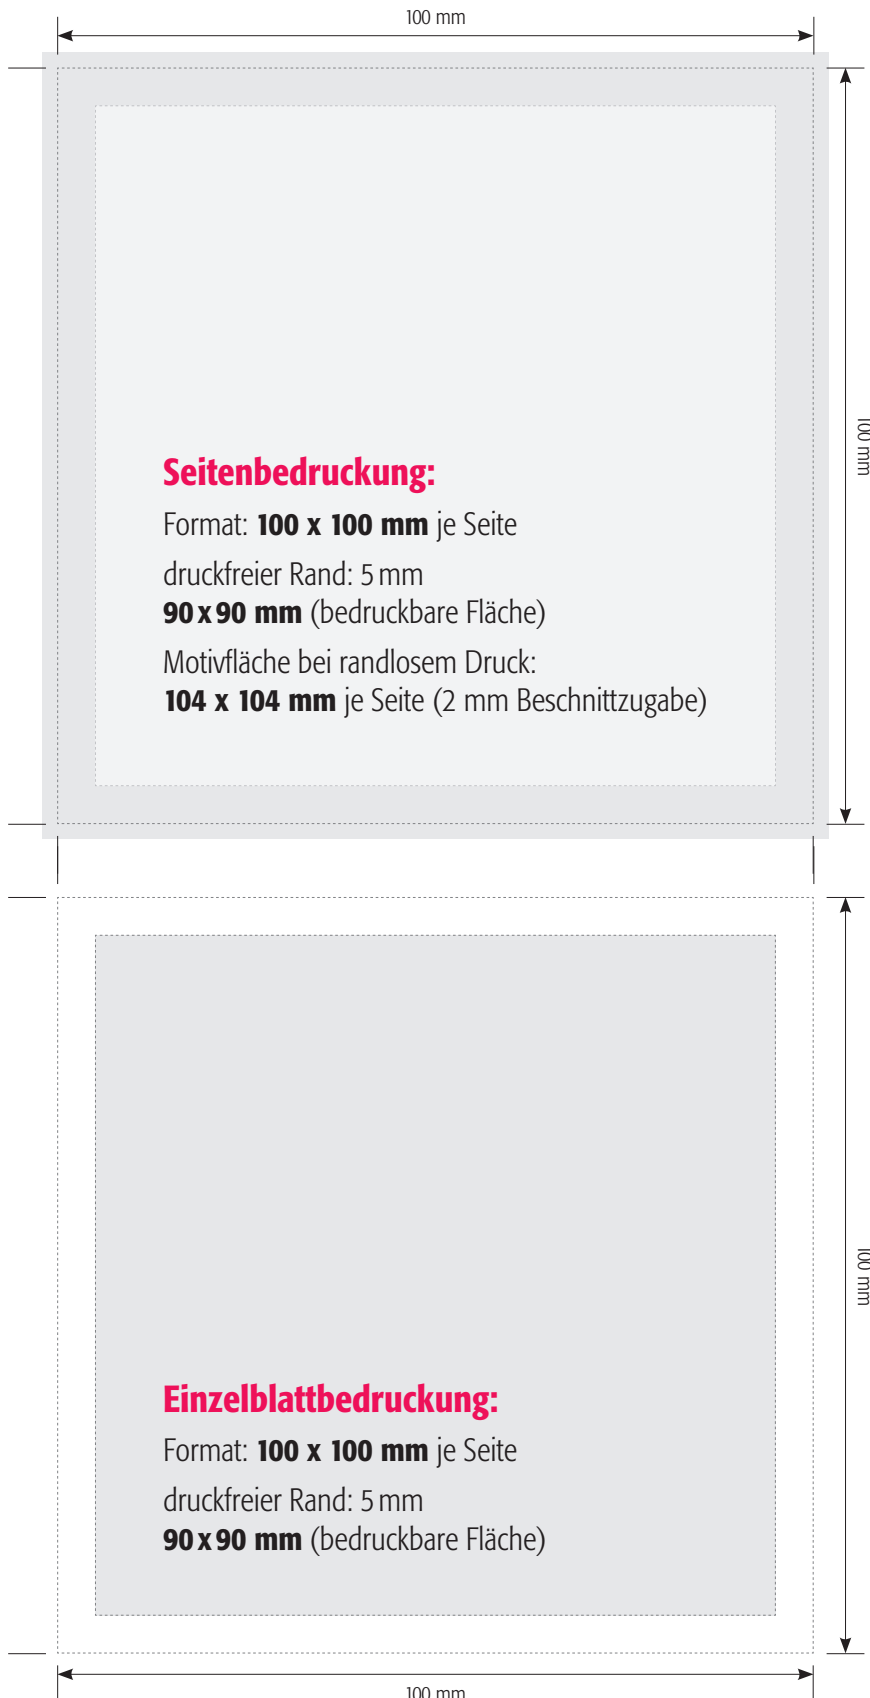 100 mm
100 mm
Seitenbedruckung:
Format: 100 x 100 mm je Seite
druckfreier Rand: 5 mm
90 x 90 mm (bedruckbare Fläche)
Motivfläche bei randlosem Druck:
104 x 104 mm je Seite (2 mm Beschnittzugabe)
100 mm
Einzelblattbedruckung:
Format: 100 x 100 mm je Seite
druckfreier Rand: 5 mm
90 x 90 mm (bedruckbare Fläche)
100 mm